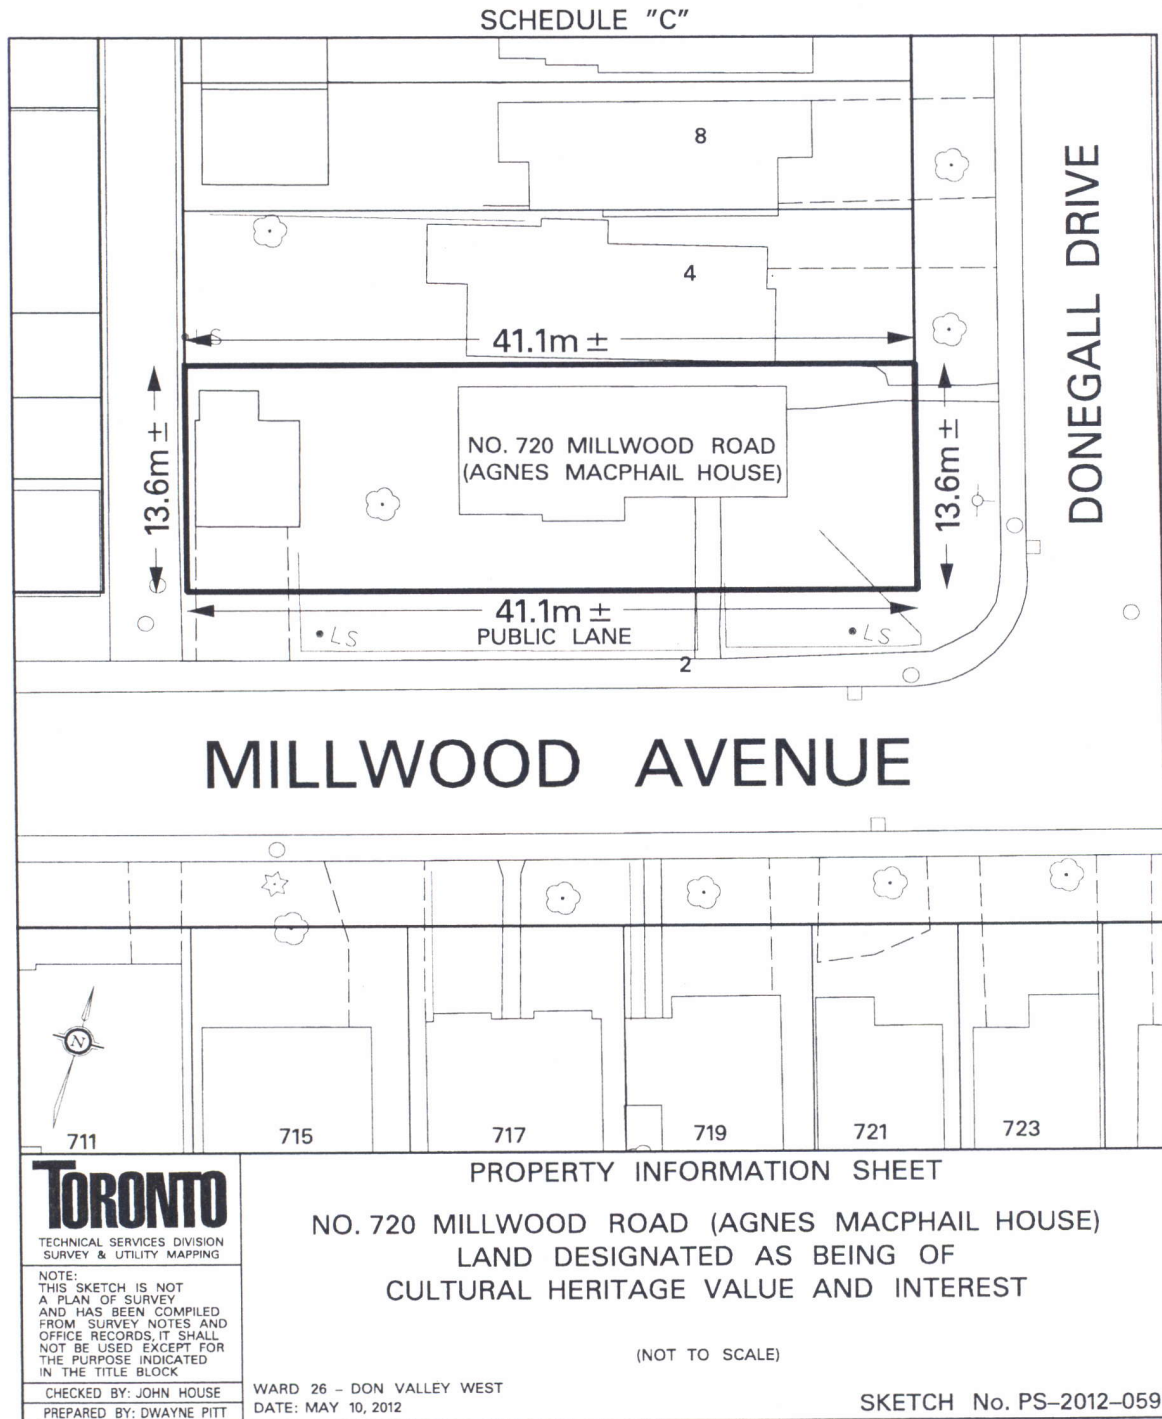 SCHEDULE "C"
8
4
LS
41.1m ±
13.6m ±
NO. 720 MILLWOOD ROAD
(AGNES MACPHAIL HOUSE)
13.6m ±
DONEGALL DRIVE
41.1m ±
LS
PUBLIC LANE
LS
2
MILLWOOD AVENUE
N
711
715
717
719
721
723
TORONTO
TECHNICAL SERVICES DIVISION
SURVEY & UTILITY MAPPING
NOTE:
THIS SKETCH IS NOT
A PLAN OF SURVEY
AND HAS BEEN COMPILED
FROM SURVEY NOTES AND
OFFICE RECORDS, IT SHALL
NOT BE USED EXCEPT FOR
THE PURPOSE INDICATED
IN THE TITLE BLOCK
CHECKED BY: JOHN HOUSE
PREPARED BY: DWAYNE PITT
PROPERTY INFORMATION SHEET
NO. 720 MILLWOOD ROAD (AGNES MACPHAIL HOUSE)
LAND DESIGNATED AS BEING OF
CULTURAL HERITAGE VALUE AND INTEREST
(NOT TO SCALE)
WARD 26 – DON VALLEY WEST
DATE: MAY 10, 2012
SKETCH No. PS–2012–059